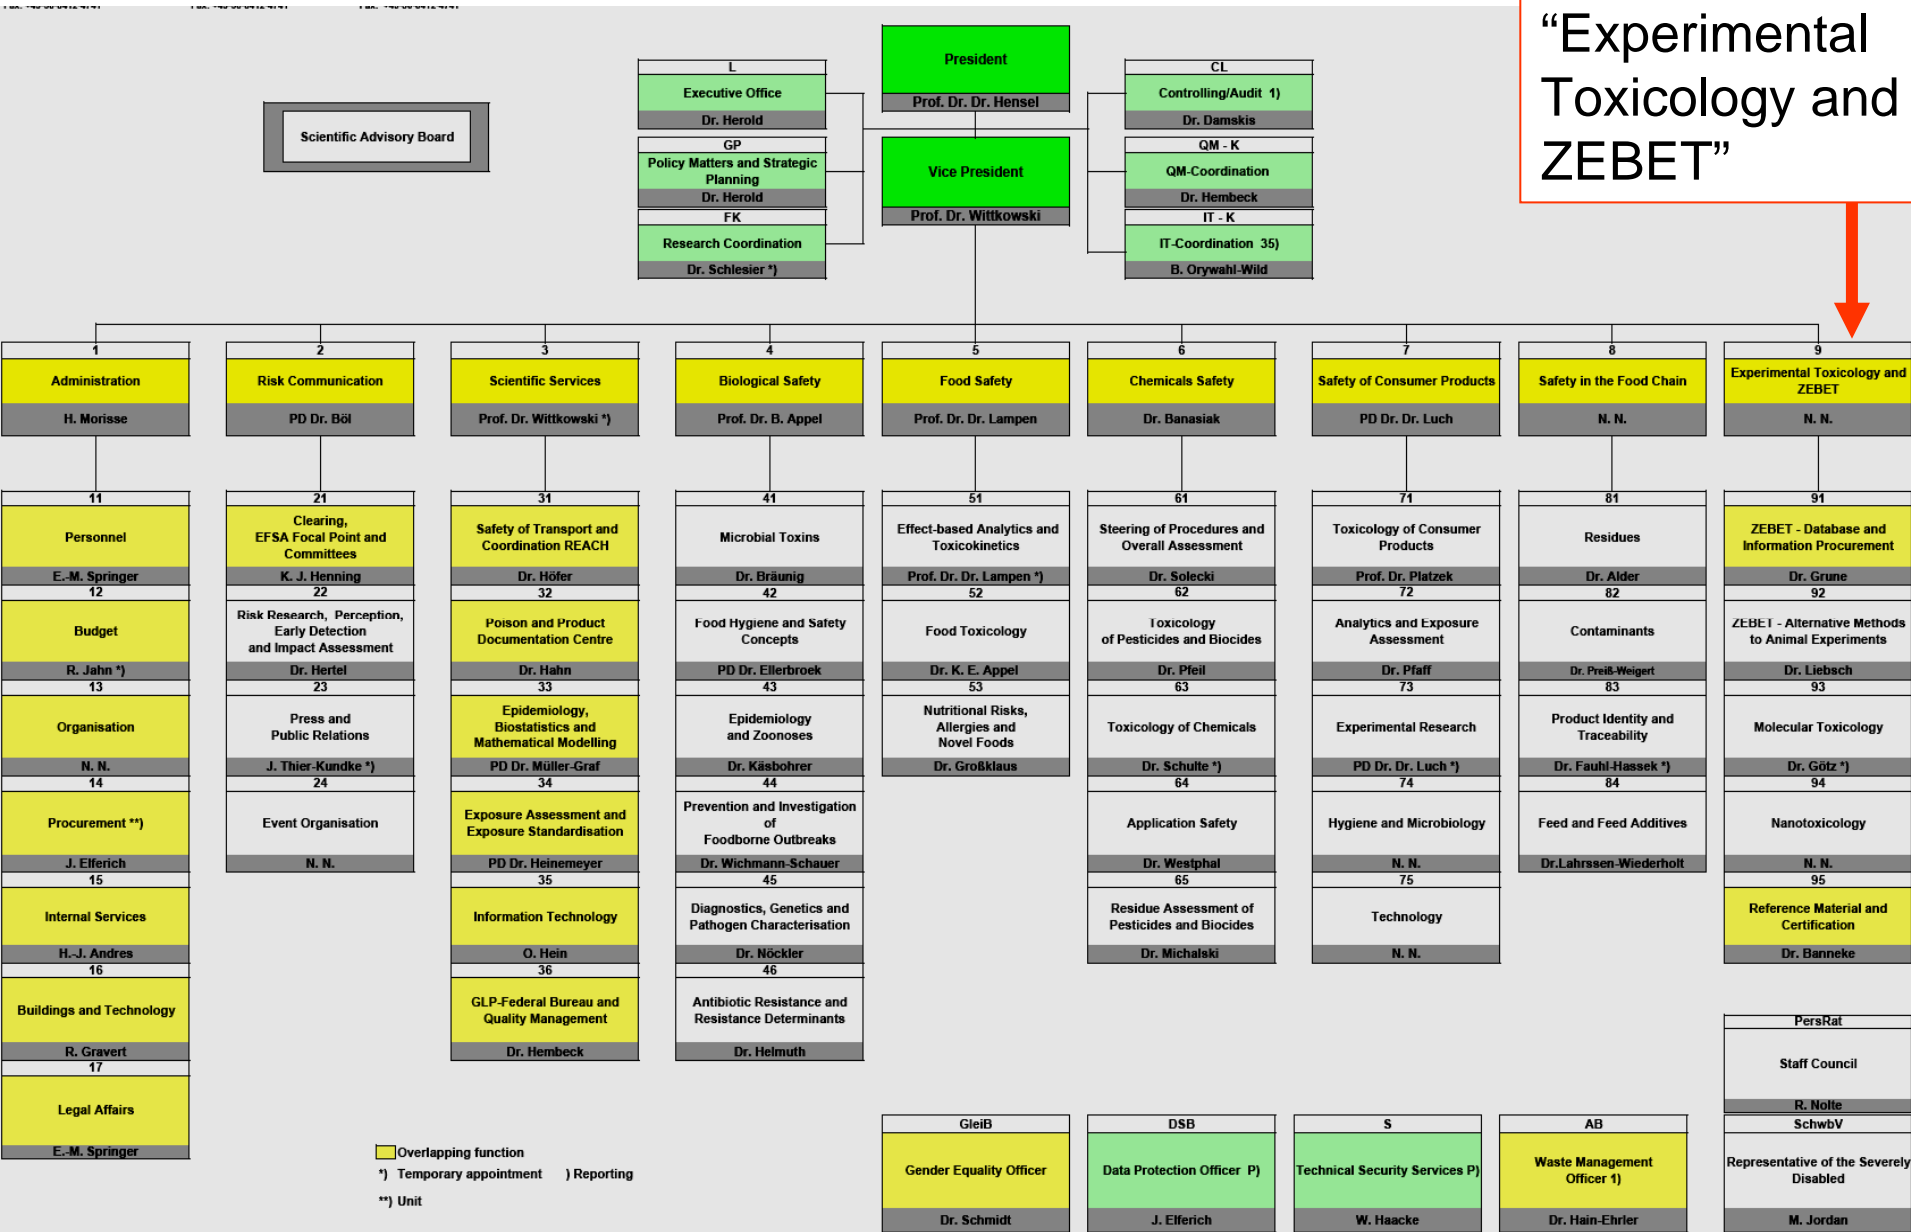 “Experimental
Toxicology and
ZEBET”
President
Prof. Dr. Dr. Hensel
Vice President
Prof. Dr. Wittkowski
L
Executive Office
Dr. Herold
GP
Policy Matters and Strategic
Planning
Dr. Herold
FK
Research Coordination
Dr. Schlesier *)
CL
Controlling/Audit 1)
Dr. Damskis
QM - K
QM-Coordination
Dr. Hembeck
IT - K
IT-Coordination 35)
B. Orywahl-Wild
Scientific Advisory Board
1
Administration
H. Morisse
2
Risk Communication
PD Dr. Böl
3
Scientific Services
Prof. Dr. Wittkowski *)
4
Biological Safety
Prof. Dr. B. Appel
5
Food Safety
Prof. Dr. Dr. Lampen
6
Chemicals Safety
Dr. Banasiak
7
Safety of Consumer Products
PD Dr. Dr. Luch
8
Safety in the Food Chain
N. N.
9
Experimental Toxicology and
ZEBET
N. N.
11
Personnel
E.-M. Springer
12
Budget
R. Jahn *)
13
Organisation
N. N.
14
Procurement **)
J. Elferich
15
Internal Services
H.-J. Andres
16
Buildings and Technology
R. Gravert
17
Legal Affairs
E.-M. Springer
21
Clearing,
EFSA Focal Point and
Committees
K. J. Henning
22
Risk Research, Perception,
Early Detection
and Impact Assessment
Dr. Hertel
23
Press and
Public Relations
J. Thier-Kundke *)
24
Event Organisation
N. N.
31
Safety of Transport and
Coordination REACH
Dr. Höfer
32
Poison and Product
Documentation Centre
Dr. Hahn
33
Epidemiology,
Biostatistics and
Mathematical Modelling
PD Dr. Müller-Graf
34
Exposure Assessment and
Exposure Standardisation
PD Dr. Heinemeyer
35
Information Technology
O. Hein
36
GLP-Federal Bureau and
Quality Management
Dr. Hembeck
41
Microbial Toxins
Dr. Bräunig
42
Food Hygiene and Safety
Concepts
PD Dr. Ellerbroek
43
Epidemiology
and Zoonoses
Dr. Käsbohrer
44
Prevention and Investigation
of
Foodborne Outbreaks
Dr. Wichmann-Schauer
45
Diagnostics, Genetics and
Pathogen Characterisation
Dr. Nöckler
46
Antibiotic Resistance and
Resistance Determinants
Dr. Helmuth
51
Effect-based Analytics and
Toxicokinetics
Prof. Dr. Dr. Lampen *)
52
Food Toxicology
Dr. K. E. Appel
53
Nutritional Risks,
Allergies and
Novel Foods
Dr. Großklaus
61
Steering of Procedures and
Overall Assessment
Dr. Solecki
62
Toxicology
of Pesticides and Biocides
Dr. Pfeil
63
Toxicology of Chemicals
Dr. Schulte *)
64
Application Safety
Dr. Westphal
65
Residue Assessment of
Pesticides and Biocides
Dr. Michalski
71
Toxicology of Consumer
Products
Prof. Dr. Platzek
72
Analytics and Exposure
Assessment
Dr. Pfaff
73
Experimental Research
PD Dr. Dr. Luch *)
74
Hygiene and Microbiology
N. N.
75
Technology
N. N.
81
Residues
Dr. Alder
82
Contaminants
Dr. Preiß-Weigert
83
Product Identity and
Traceability
Dr. Fauhl-Hassek *)
84
Feed and Feed Additives
Dr.Lahrssen-Wiederholt
91
ZEBET - Database and
Information Procurement
Dr. Grune
92
ZEBET - Alternative Methods
to Animal Experiments
Dr. Liebsch
93
Molecular Toxicology
Dr. Götz *)
94
Nanotoxicology
N. N.
95
Reference Material and
Certification
Dr. Banneke
PersRat
Staff Council
R. Nolte
SchwbV
Representative of the Severely
Disabled
M. Jordan
GleiB
Gender Equality Officer
Dr. Schmidt
DSB
Data Protection Officer P)
J. Elferich
S
Technical Security Services P)
W. Haacke
AB
Waste Management
Officer 1)
Dr. Hain-Ehrler
Overlapping function
*) Temporary appointment ) Reporting
**) Unit